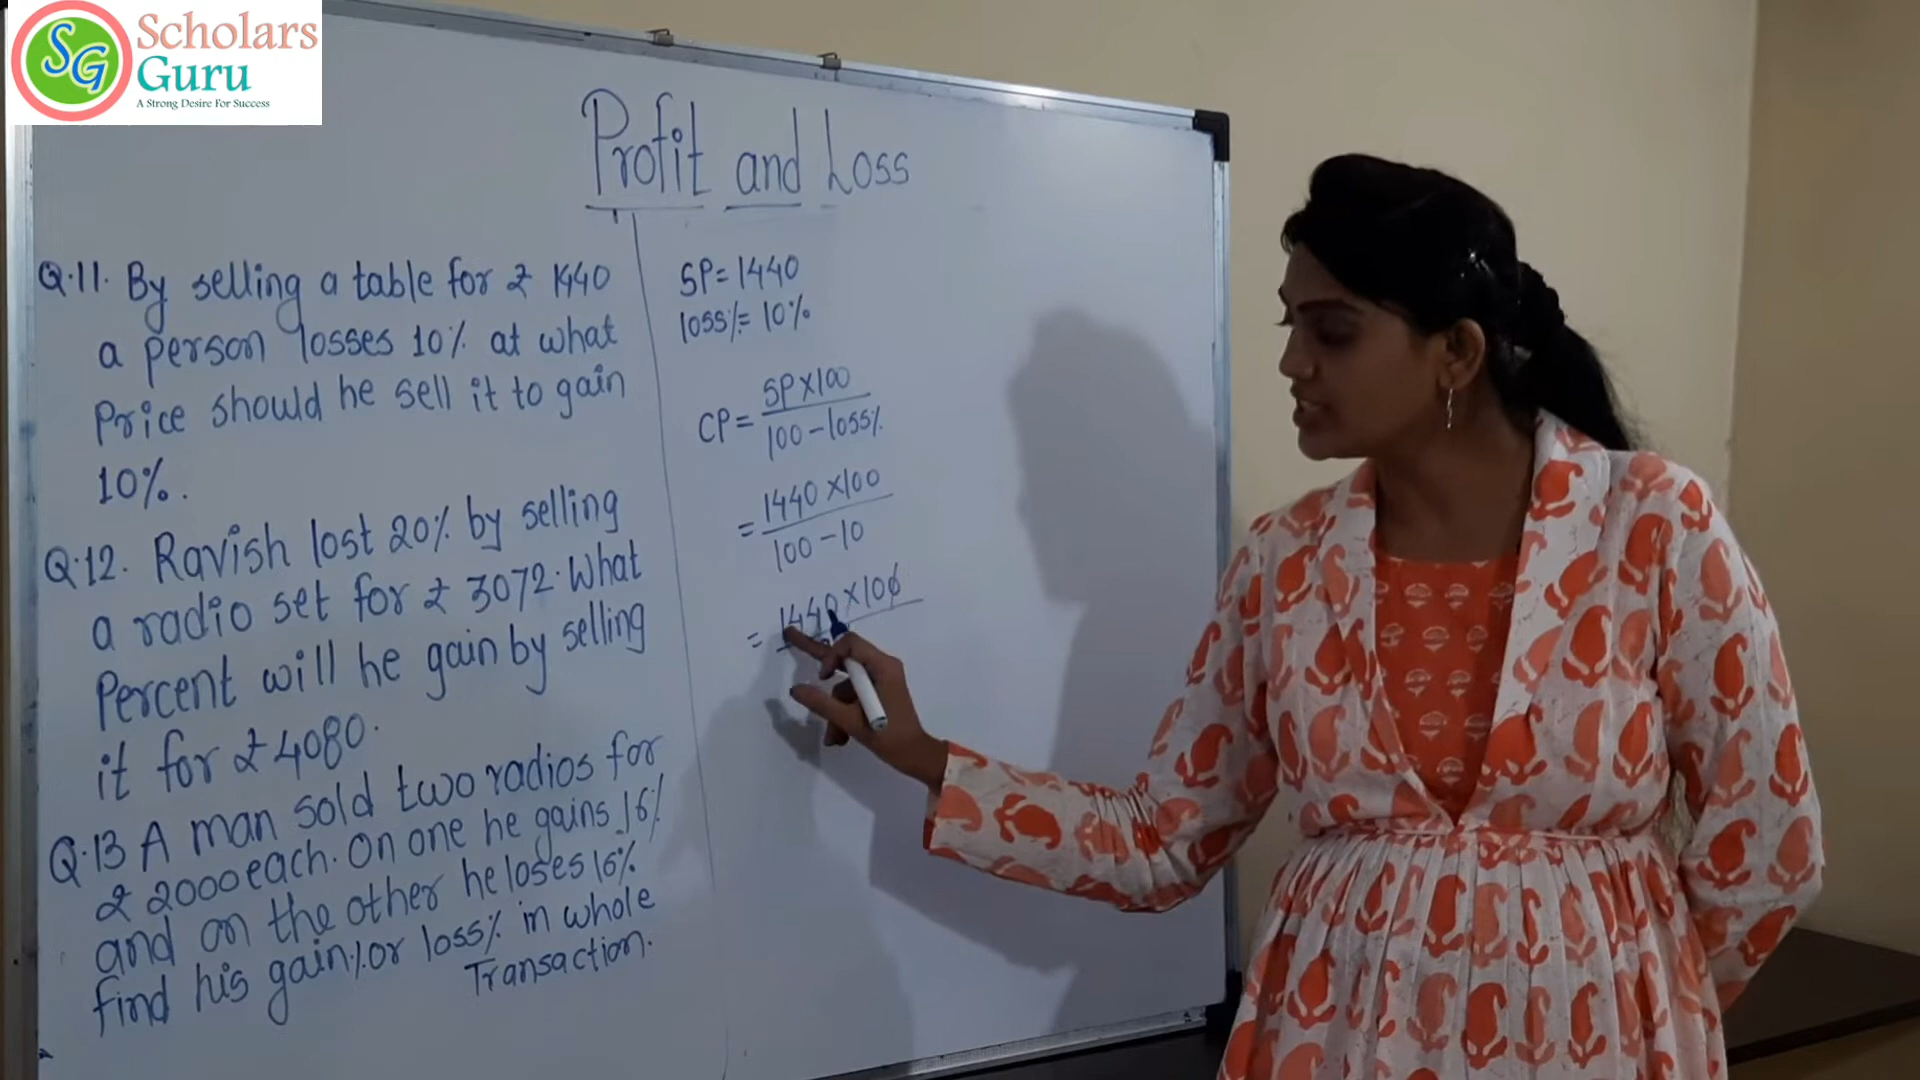 SG
Scholars
Guru
A Strong Desire For Success
Profit and Loss
Q.11. By selling a table for ₹ 1440
a person losses 10% at what
Price should he sell it to gain
10%.
Q.12. Ravish lost 20% by selling
a radio set for ₹ 3072. What
Percent will he gain by selling
it for ₹ 4080.
Q.13 A man sold two radios for
₹ 2000 each. On one he gains 16%
and on the other he loses 16%
find his gain% or loss% in whole
Transaction.
SP = 1440
loss% = 10%
CP = SP×100
100 - loss%
= 1440 ×100
100 - 10
= 1440 × 100